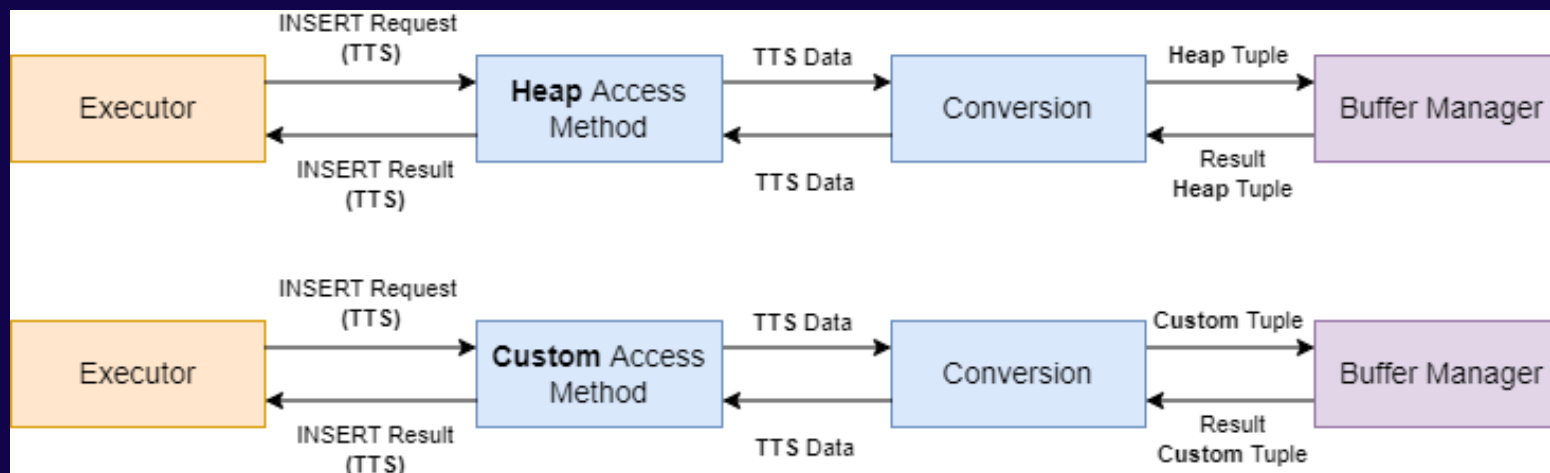 INSERT Request
(TTS)
TTS Data
Heap Tuple
Executor
Heap Access
Method
Conversion
Buffer Manager
INSERT Result
(TTS)
TTS Data
Result
Heap Tuple
INSERT Request
(TTS)
TTS Data
Custom Tuple
Executor
Custom Access
Method
Conversion
Buffer Manager
INSERT Result
(TTS)
TTS Data
Result
Custom Tuple